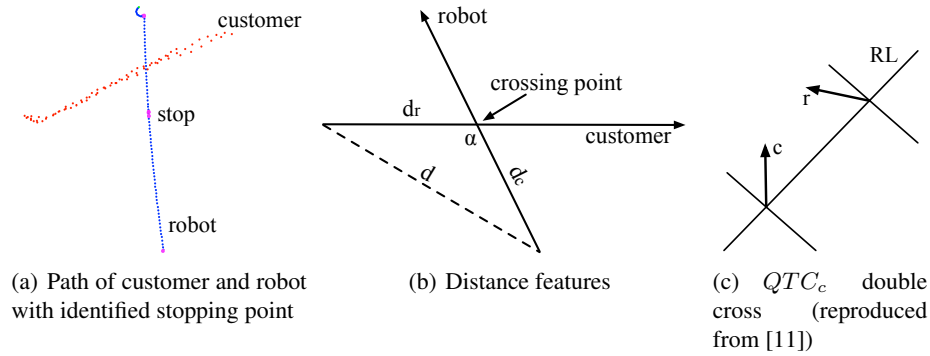 customer
stop
robot
(a) Path of customer and robot
with identified stopping point
robot
crossing point
dr
α
customer
d
dc
(b) Distance features
RL
r
c
(c) QTCc double
cross (reproduced
from [11])